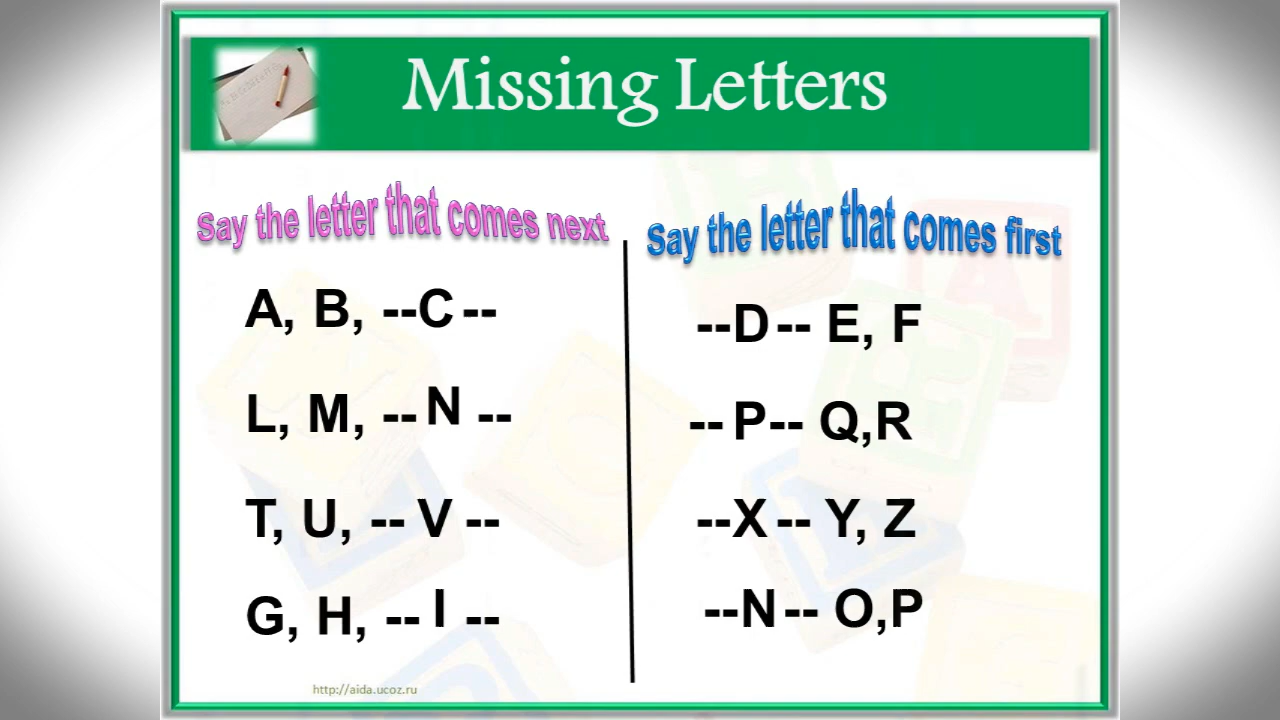 Missing Letters
Say the letter that comes next
A, B, --C--
L, M, -- N --
T, U, -- V --
G, H, -- I --
Say the letter that comes first
--D-- E, F
-- P-- Q,R
--X-- Y, Z
--N-- O,P
http://aida.ucoz.ru